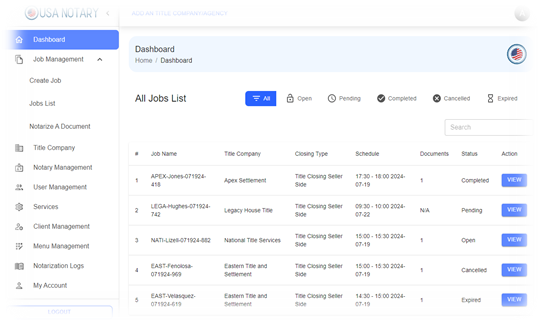 USA NOTARY
ADD AN TITLE COMPANY/AGENCY
Dashboard
Job Management
Create Job
Jobs List
Notarize A Document
Title Company
Notary Management
User Management
Services
Client Management
Menu Management
Notarization Logs
My Account
LOGOUT
Dashboard
Home / Dashboard
All Jobs List
All
Open
Pending
Completed
Cancelled
Expired
Search
# Job Name Title Company Closing Type Schedule Documents Status Action
1 APEX-Jones-071924-418 Apex Settlement Title Closing Seller Side 17:30 - 18:00 2024-07-19 1 Completed VIEW
2 LEGA-Hughes-071924-742 Legacy House Title Title Closing Seller Side 09:30 - 10:00 2024-07-22 N/A Pending VIEW
3 NATI-Lizell-071924-882 National Title Services Title Closing Seller Side 15:00 - 15:30 2024-07-19 1 Open VIEW
4 EAST-Fenolosa-071924-969 Eastern Title and Settlement Title Closing Seller Side 15:00 - 15:30 2024-07-19 1 Cancelled VIEW
5 EAST-Velasquez-071924-619 Eastern Title and Settlement Title Closing Seller Side 14:30 - 15:00 2024-07-19 1 Expired VIEW